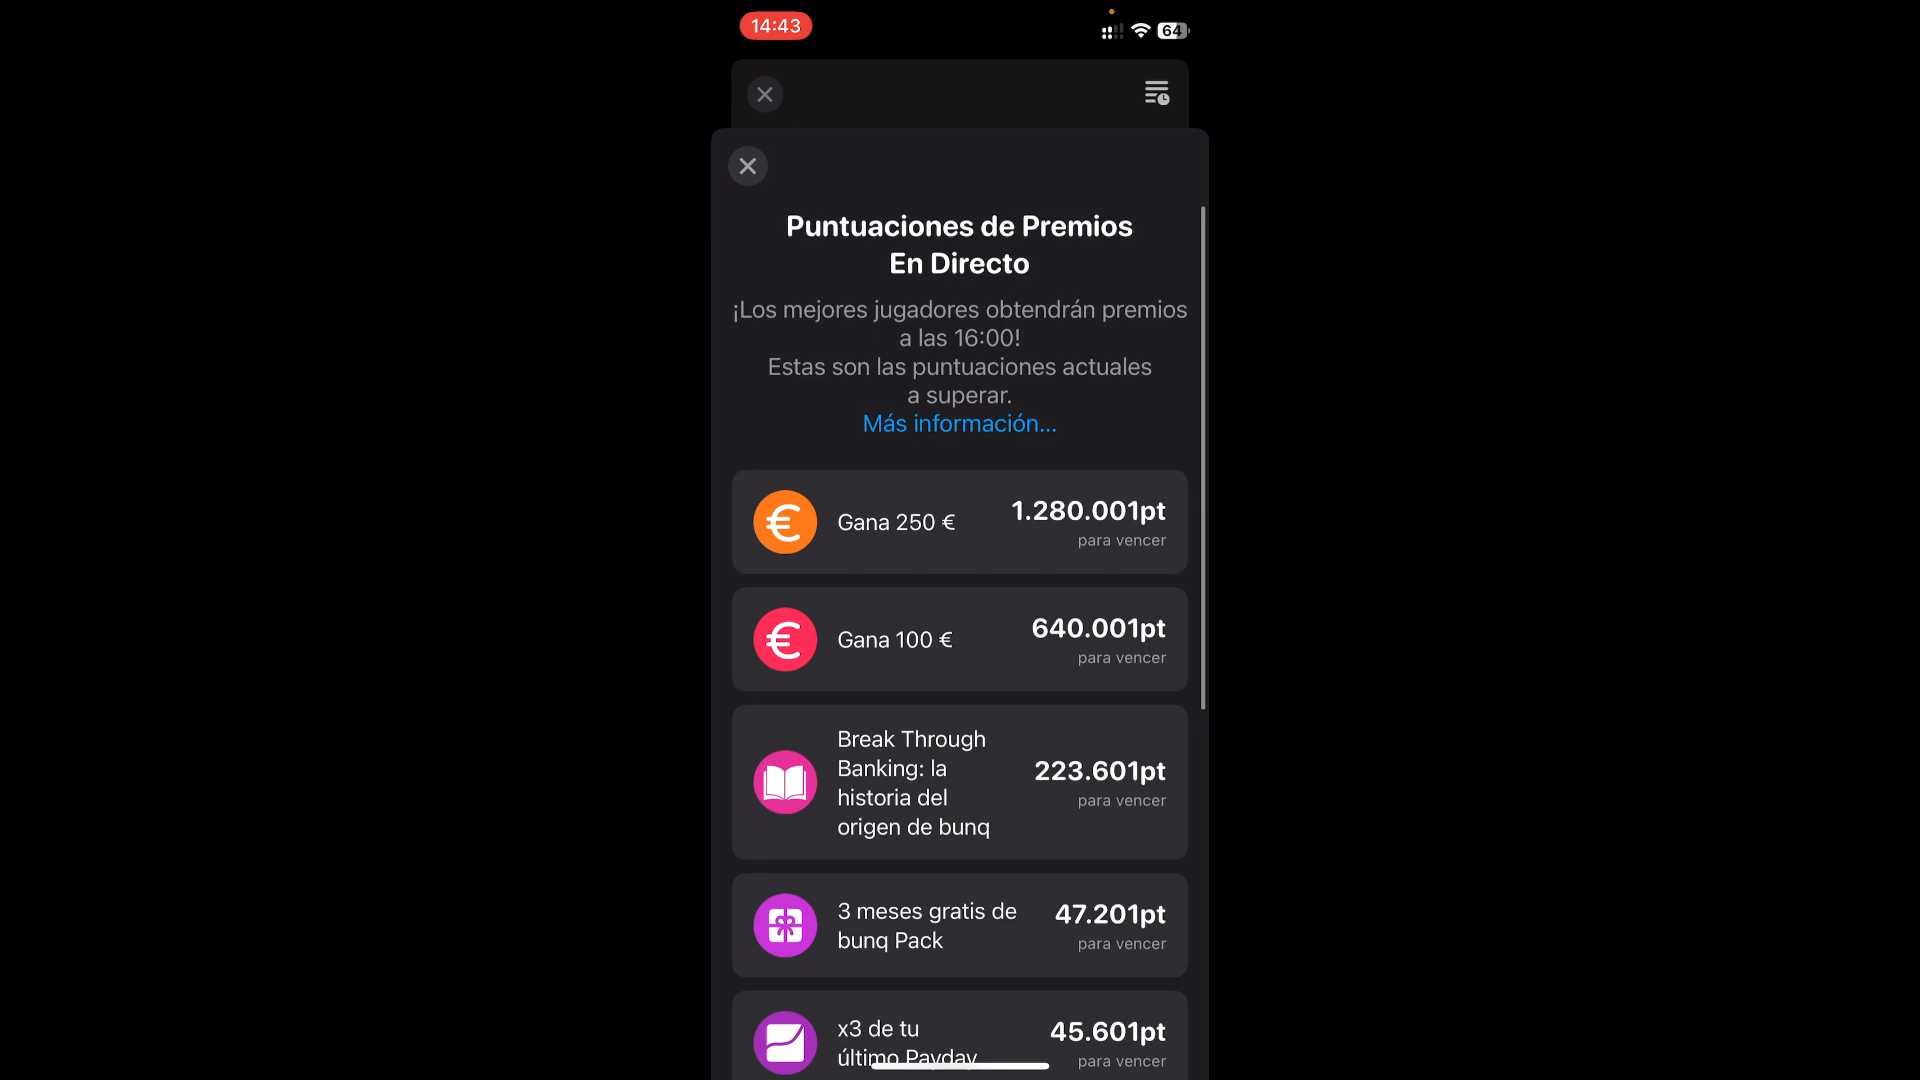 14:43
64
Puntuaciones de Premios
En Directo
¡Los mejores jugadores obtendrán premios
a las 16:00!
Estas son las puntuaciones actuales
a superar.
Más información...
Gana 250 €
1.280.001pt
para vencer
Gana 100 €
640.001pt
para vencer
Break Through
Banking: la
historia del
origen de bunq
223.601pt
para vencer
3 meses gratis de
bunq Pack
47.201pt
para vencer
x3 de tu
último Payday
45.601pt
para vencer